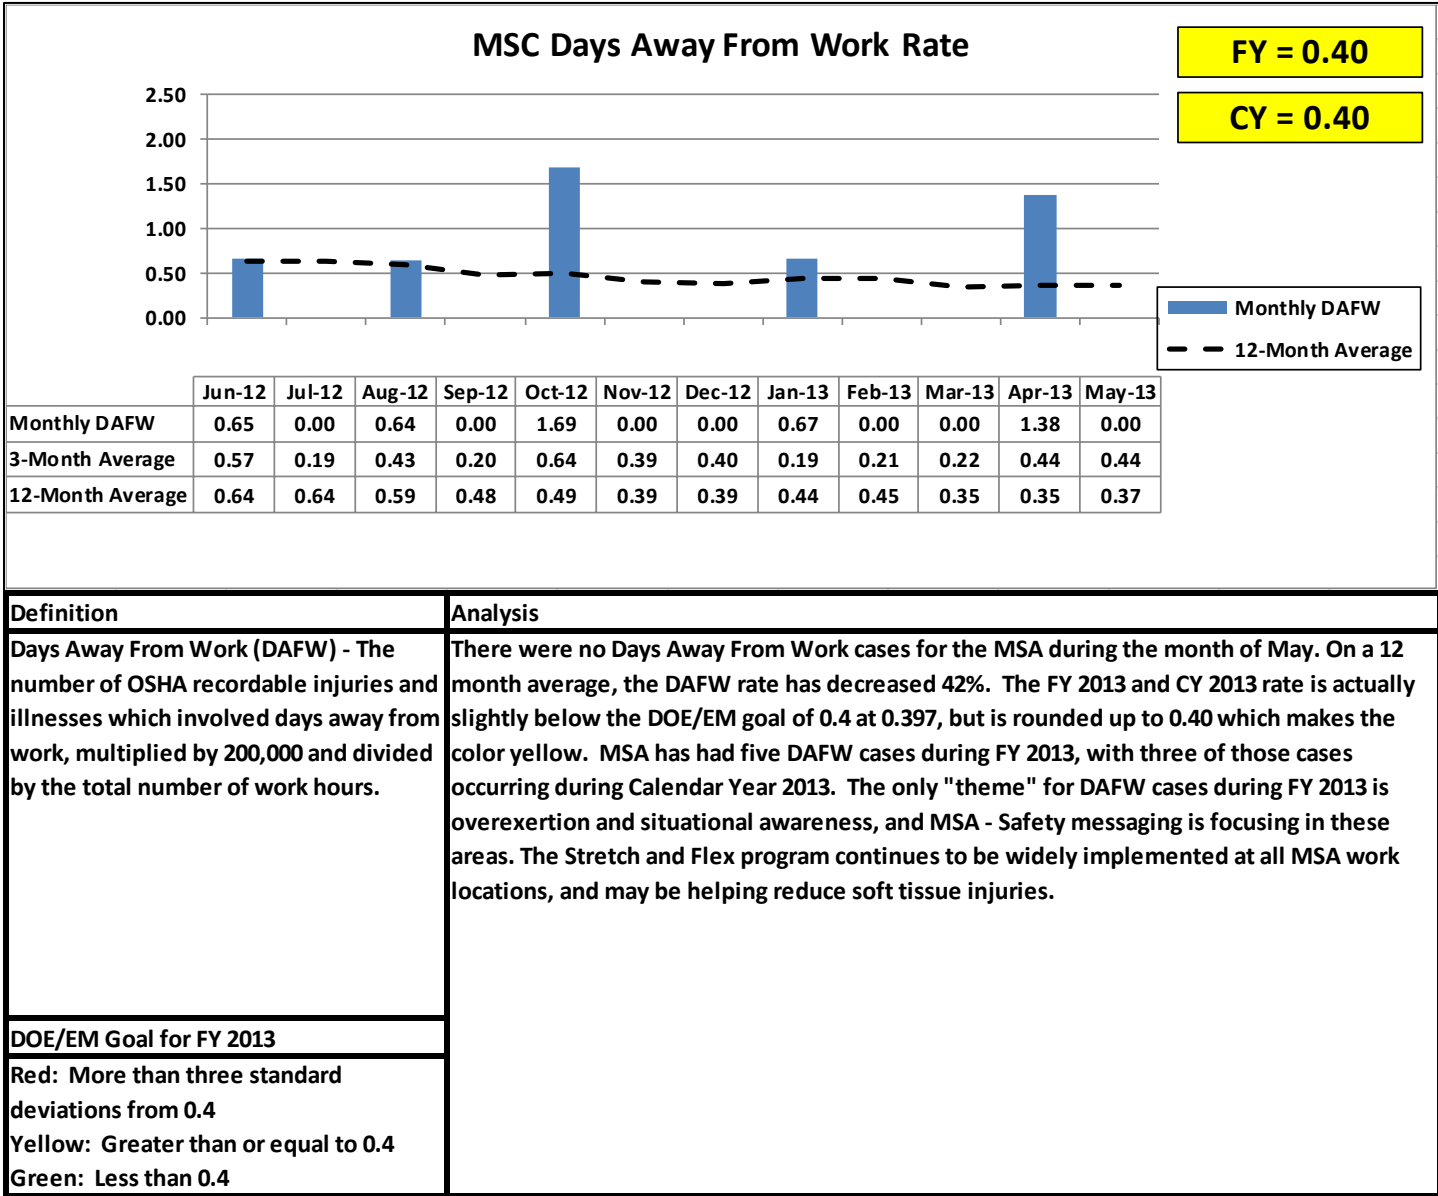 MSC Days Away From Work Rate
FY = 0.40
CY = 0.40
2.50
2.00
1.50
1.00
0.50
0.00
Monthly DAFW
12-Month Average
Jun-12 Jul-12 Aug-12 Sep-12 Oct-12 Nov-12 Dec-12 Jan-13 Feb-13 Mar-13 Apr-13 May-13
Monthly DAFW 0.65 0.00 0.64 0.00 1.69 0.00 0.00 0.67 0.00 0.00 1.38 0.00
3-Month Average 0.57 0.19 0.43 0.20 0.64 0.39 0.40 0.19 0.21 0.22 0.44 0.44
12-Month Average 0.64 0.64 0.59 0.48 0.49 0.39 0.39 0.44 0.45 0.35 0.35 0.37
Definition
Days Away From Work (DAFW) - The
number of OSHA recordable injuries and
illnesses which involved days away from
work, multiplied by 200,000 and divided
by the total number of work hours.
DOE/EM Goal for FY 2013
Red:  More than three standard
deviations from 0.4
Yellow:  Greater than or equal to 0.4
Green:  Less than 0.4
Analysis
There were no Days Away From Work cases for the MSA during the month of May. On a 12
month average, the DAFW rate has decreased 42%.  The FY 2013 and CY 2013 rate is actually
slightly below the DOE/EM goal of 0.4 at 0.397, but is rounded up to 0.40 which makes the
color yellow.  MSA has had five DAFW cases during FY 2013, with three of those cases
occurring during Calendar Year 2013.  The only "theme" for DAFW cases during FY 2013 is
overexertion and situational awareness, and MSA - Safety messaging is focusing in these
areas. The Stretch and Flex program continues to be widely implemented at all MSA work
locations, and may be helping reduce soft tissue injuries.